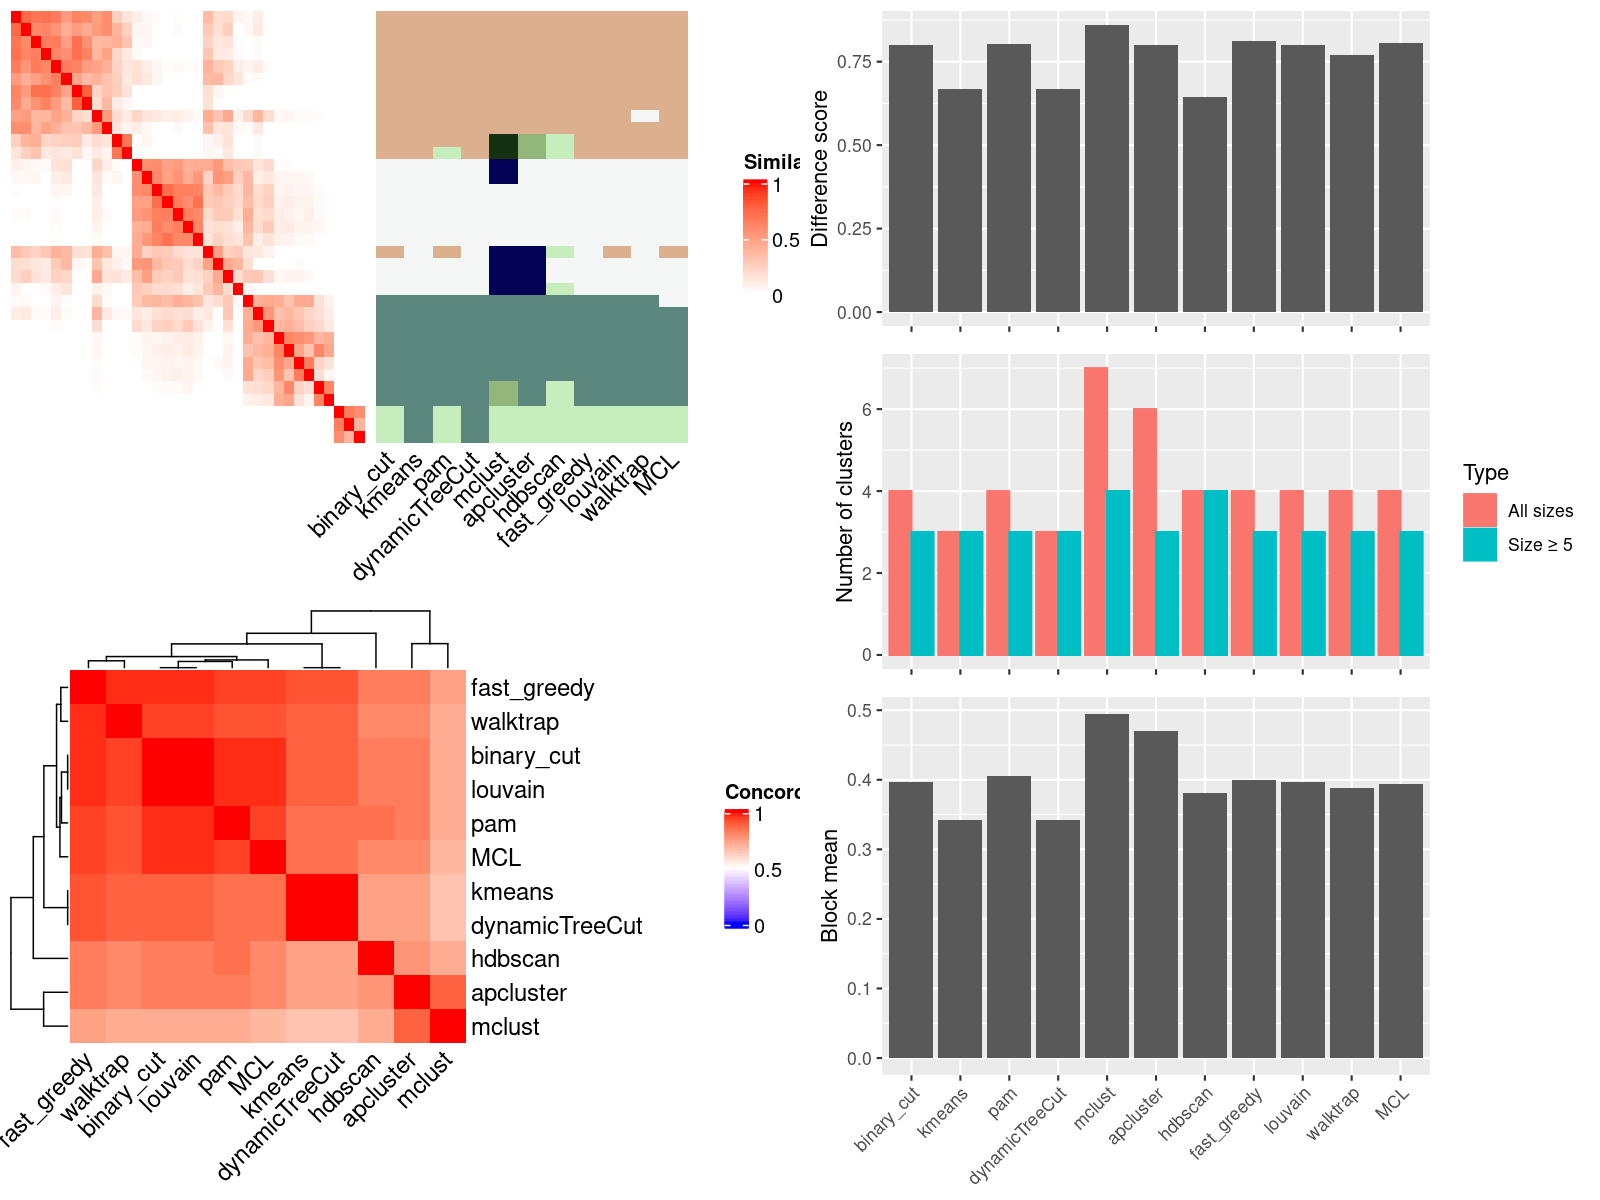 Simila
1
0.5
0
binary_cut
kmeans
pam
dynamicTreeCut
mclust
apcluster
hdbscan
fast_greedy
louvain
walktrap
MCL
fast_greedy
walktrap
binary_cut
louvain
pam
MCL
kmeans
dynamicTreeCut
hdbscan
apcluster
mclust
Concord
1
0.5
0
fast_greedy
walktrap
binary_cut
louvain
pam
MCL
kmeans
dynamicTreeCut
hdbscan
apcluster
mclust
Difference score
0.75
0.50
0.25
0.00
Number of clusters
6
4
2
0
Type
All sizes
Size ≥ 5
Block mean
0.5
0.4
0.3
0.2
0.1
0.0
binary_cut
kmeans
pam
dynamicTreeCut
mclust
apcluster
hdbscan
fast_greedy
louvain
walktrap
MCL